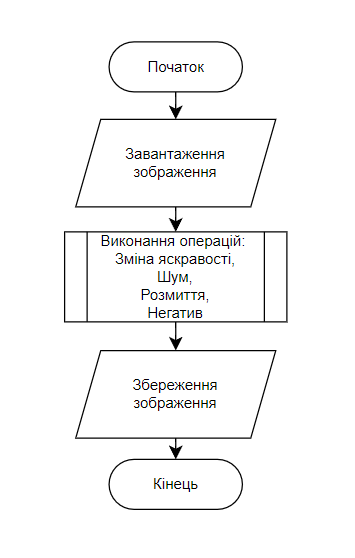 Початок
Завантаження
зображення
Виконання операцій:
Зміна яскравості,
Шум,
Розмиття,
Негатив
Збереження
зображення
Кінець